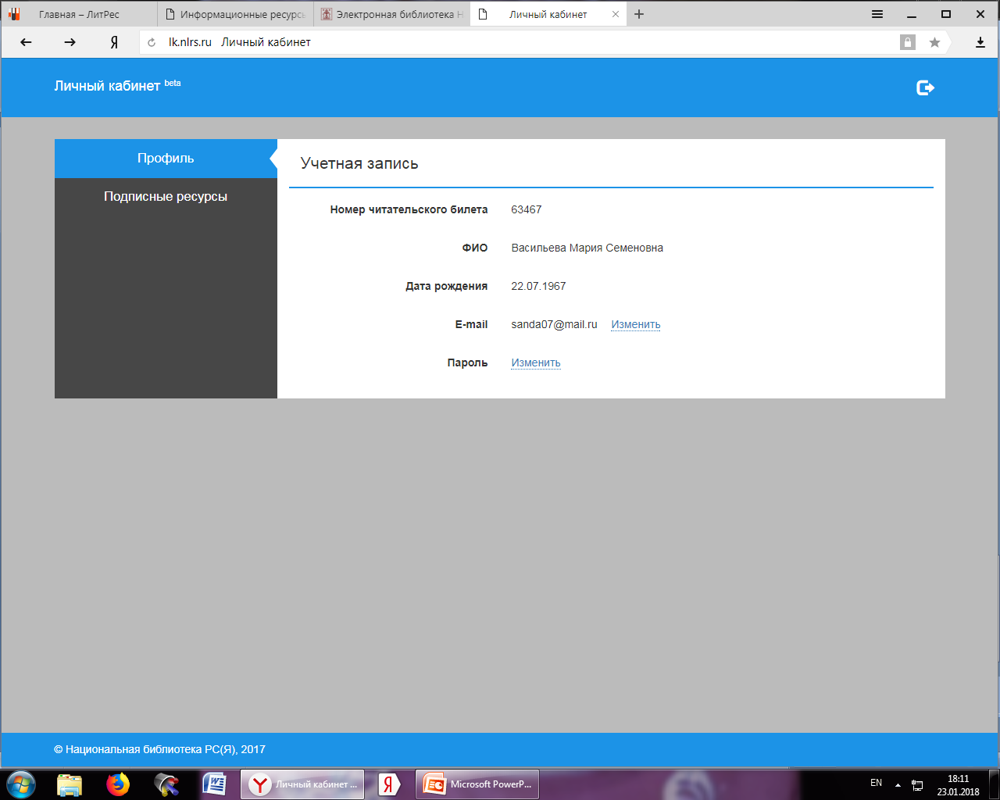 Главная – ЛитРес
Информационные ресурсы
Электронная библиотека Н
Личный кабинет
Я
lk.nlrs.ru Личный кабинет
Личный кабинет beta
Профиль
Подписные ресурсы
Учетная запись
Номер читательского билета 63467
ФИО Васильева Мария Семеновна
Дата рождения 22.07.1967
E-mail sanda07@mail.ru Изменить
Пароль Изменить
© Национальная библиотека РС(Я), 2017
Личный кабинет ...
Я
Microsoft PowerP...
EN
18:11
23.01.2018